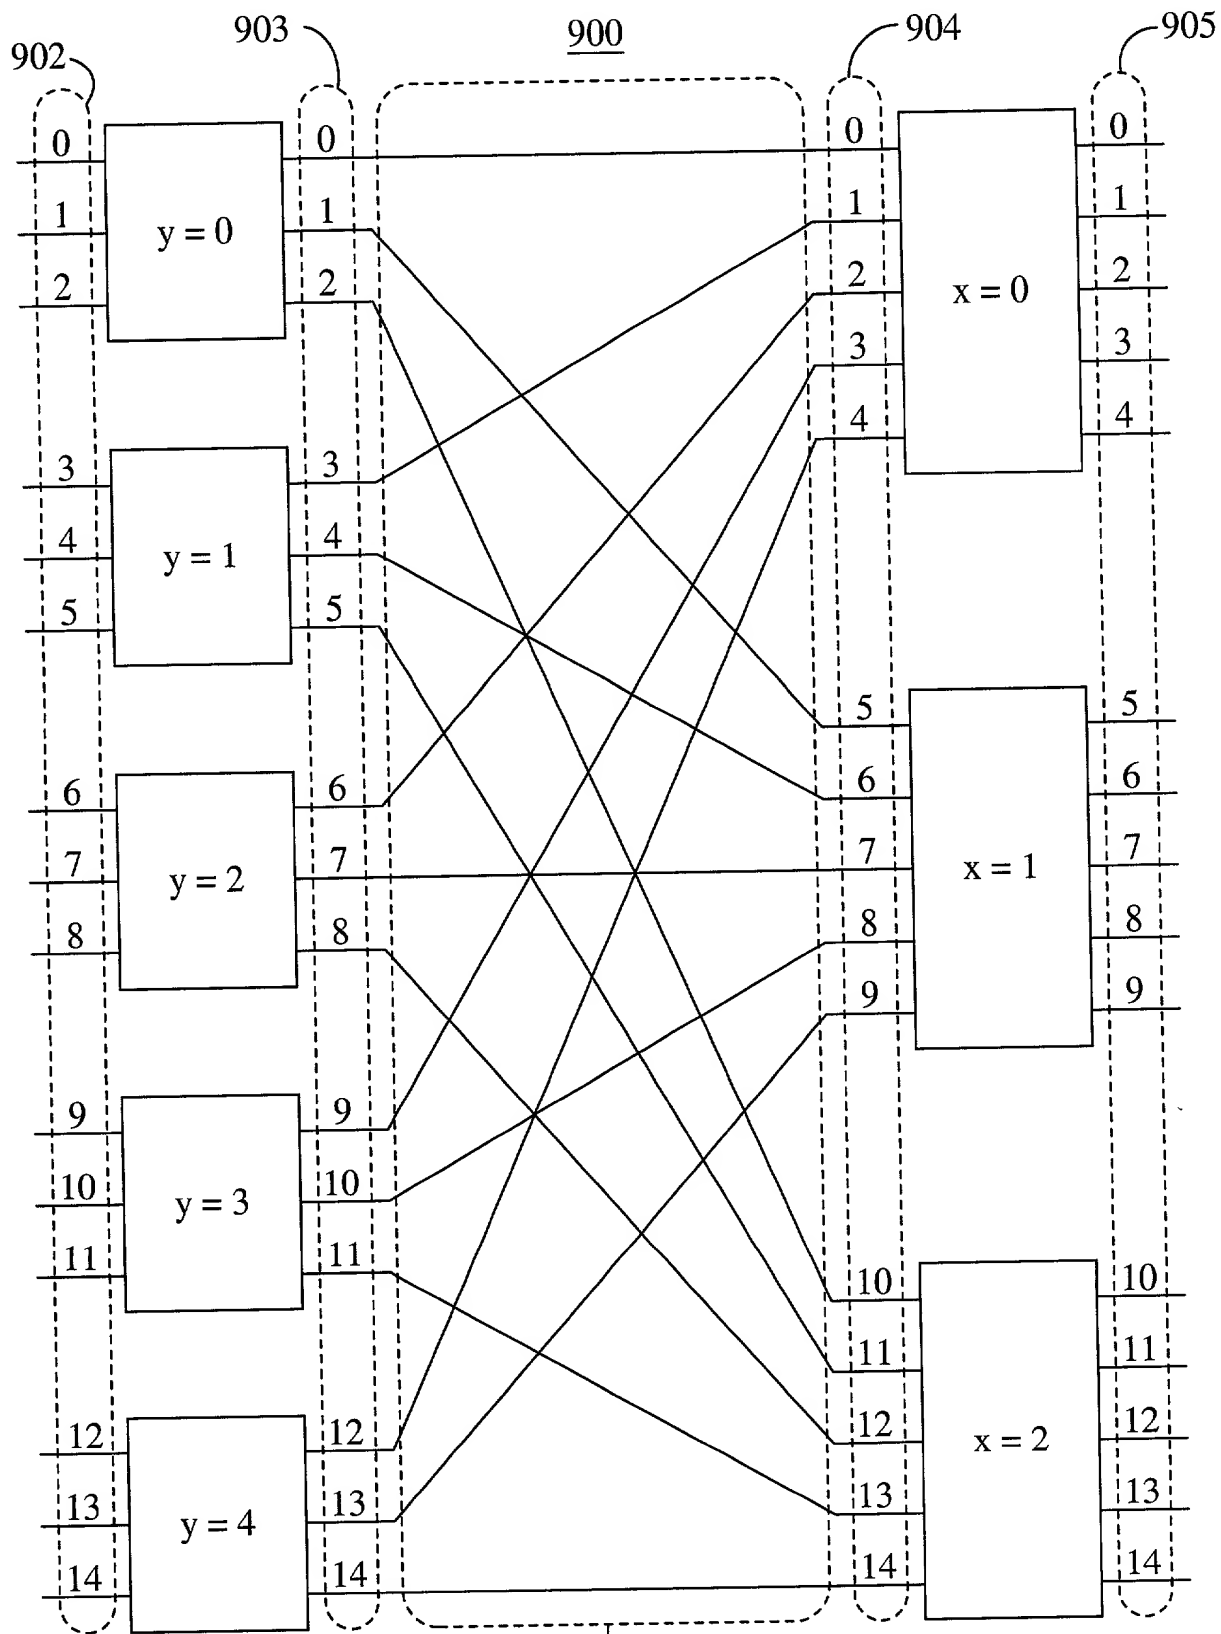 900
902
903
904
905
0 0 0 0
1 y = 0 1 1 1
2 2 2 x = 0 2
3 3
4 4
3 3
4 y = 1 4
5 5
5 5
6 6
6 6
7 y = 2 7 7 x = 1 7
8 8
8 8
9 9
9 9
10 y = 3 10
11 11
10 10
11 11
12 12
12 x = 2 12
13 y = 4 13
13 13
14 14
14 14